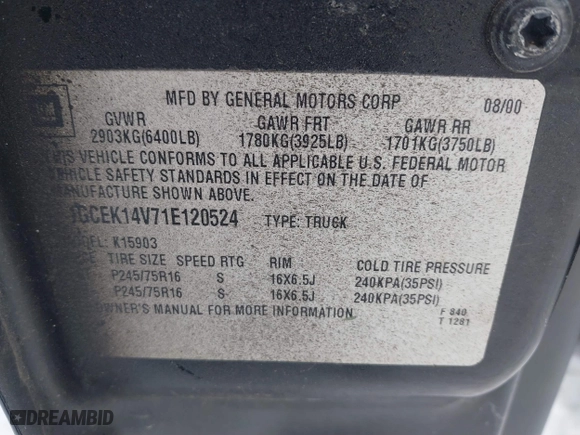 GM
MFD BY GENERAL MOTORS CORP 08/00
GVWR GAWR FRT GAWR RR
2903KG(6400LB) 1780KG(3925LB) 1701KG(3750LB)
VEHICLE CONFORMS TO ALL APPLICABLE U.S. FEDERAL MOTOR
VEHICLE SAFETY STANDARDS IN EFFECT ON THE DATE OF
MANUFACTURE SHOWN ABOVE.
GCEK14V71E120524 TYPE: TRUCK
K15903
TIRE SIZE SPEED RTG RIM COLD TIRE PRESSURE
P245/75R16 S 16X6.5J 240KPA(35PSI)
P245/75R16 S 16X6.5J 240KPA(35PSI)
OWNER'S MANUAL FOR MORE INFORMATION
F 840
T 1281
DREAMBID